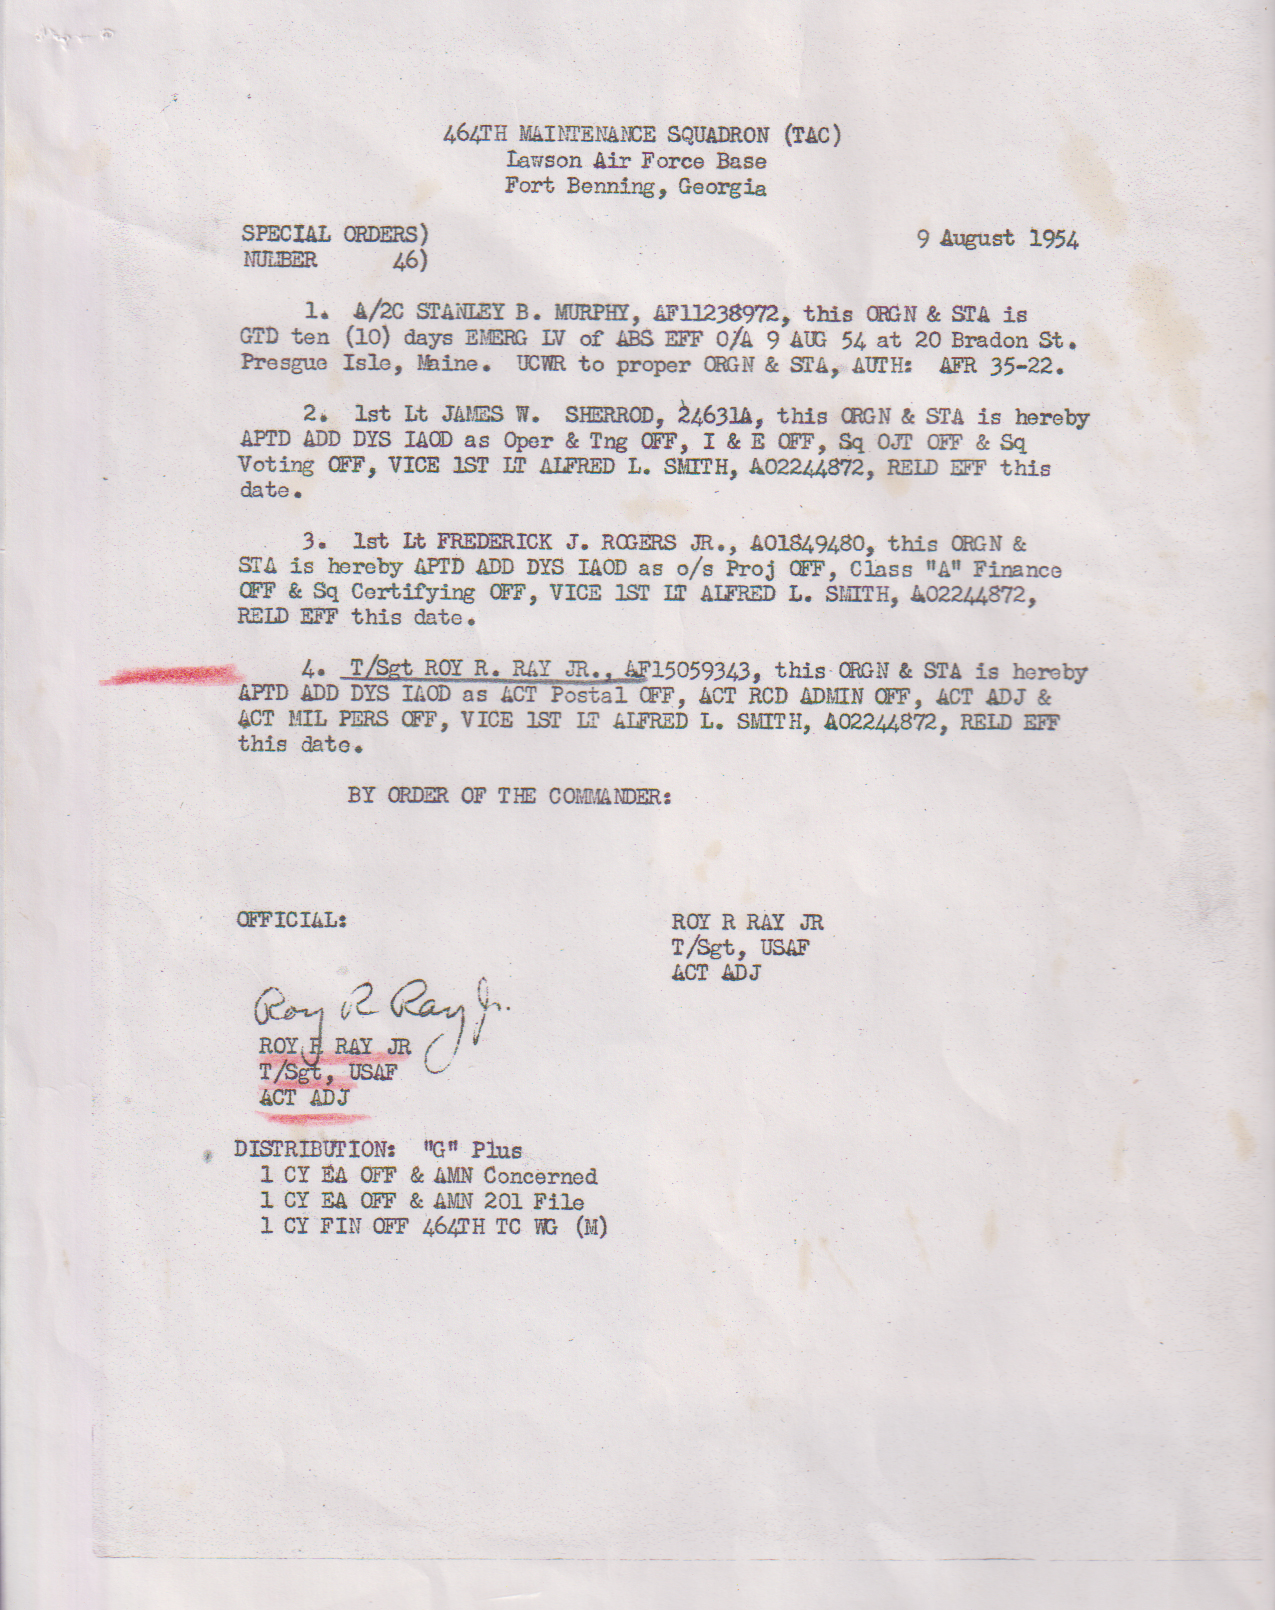 464TH MAINTENANCE SQUADRON (TAC)
Lawson Air Force Base
Fort Benning, Georgia
SPECIAL ORDERS)
NUMBER 46)
9 August 1954
1. A/2C STANLEY B. MURPHY, AF11238972, this ORGN & STA is
GTD ten (10) days EMERG LV of ABS EFF O/A 9 AUG 54 at 20 Bradon St.
Presgue Isle, Maine. UCWR to proper ORGN & STA, AUTH: AFR 35-22.
2. 1st Lt JAMES W. SHERROD, 24631A, this ORGN & STA is hereby
APTD ADD DYS IAOD as Oper & Tng OFF, I & E OFF, Sq OJT OFF & Sq
Voting OFF, VICE 1ST LT ALFRED L. SMITH, AO2244872, RELD EFF this
date.
3. 1st Lt FREDERICK J. ROGERS JR., AO1849480, this ORGN &
STA is hereby APTD ADD DYS IAOD as o/s Proj OFF, Class "A" Finance
OFF & Sq Certifying OFF, VICE 1ST LT ALFRED L. SMITH, AO2244872,
RELD EFF this date.
4. T/Sgt ROY R. RAY JR., AF15059343, this ORGN & STA is hereby
APTD ADD DYS IAOD as ACT Postal OFF, ACT RCD ADMIN OFF, ACT ADJ &
ACT MIL PERS OFF, VICE 1ST LT ALFRED L. SMITH, AO2244872, RELD EFF
this date.
BY ORDER OF THE COMMANDER:
OFFICIAL:
ROY R RAY JR
T/Sgt, USAF
ACT ADJ
Roy R Ray Jr.
ROY R RAY JR
T/Sgt, USAF
ACT ADJ
DISTRIBUTION: "G" Plus
1 CY EA OFF & AMN Concerned
1 CY EA OFF & AMN 201 File
1 CY FIN OFF 464TH TC WG (M)